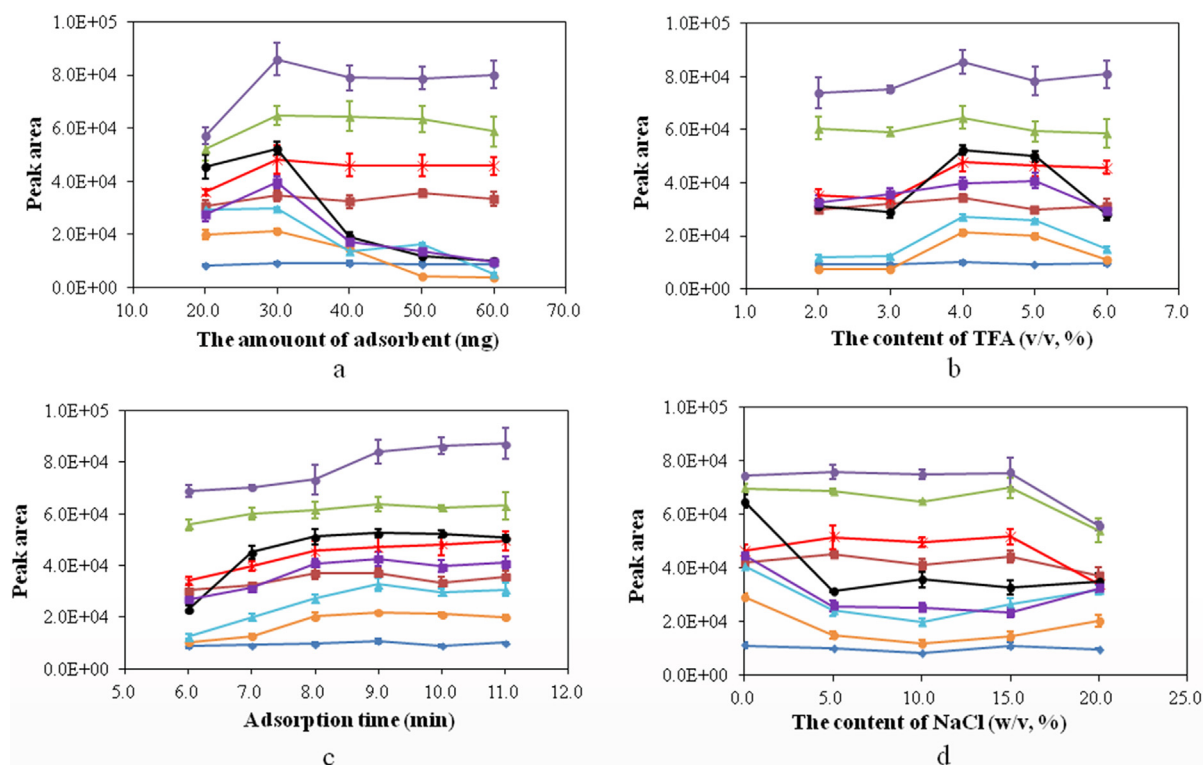 1.0E+05
8.0E+04
6.0E+04
4.0E+04
2.0E+04
0.0E+00
Peak area
10.0 20.0 30.0 40.0 50.0 60.0 70.0
The amouont of adsorbent (mg)
a
1.0E+05
8.0E+04
6.0E+04
4.0E+04
2.0E+04
0.0E+00
Peak area
1.0 2.0 3.0 4.0 5.0 6.0 7.0
The content of TFA (v/v, %)
b
1.0E+05
8.0E+04
6.0E+04
4.0E+04
2.0E+04
0.0E+00
Peak area
5.0 6.0 7.0 8.0 9.0 10.0 11.0 12.0
Adsorption time (min)
c
1.0E+05
8.0E+04
6.0E+04
4.0E+04
2.0E+04
0.0E+00
Peak area
0.0 5.0 10.0 15.0 20.0 25.0
The content of NaCl (w/v, %)
d